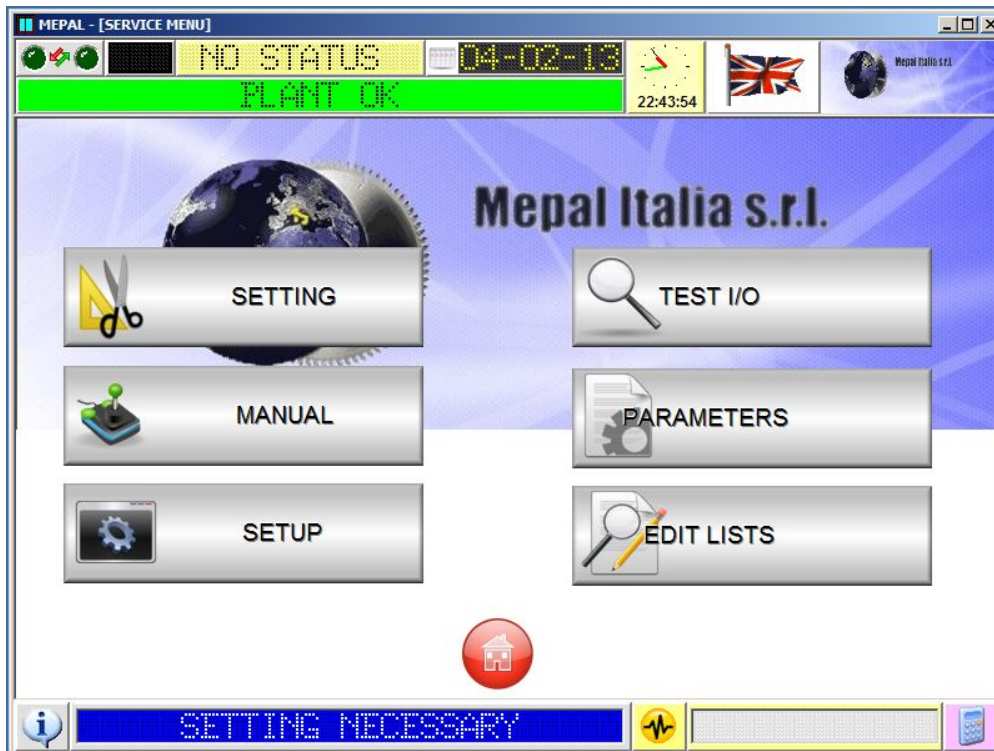 MEPAL - [SERVICE MENU]
NO STATUS
04-02-13
PLANT OK
22:43:54
Mepal Italia s.r.l.
Mepal Italia s.r.l.
SETTING
TEST I/O
MANUAL
PARAMETERS
SETUP
EDIT LISTS
SETTING NECESSARY